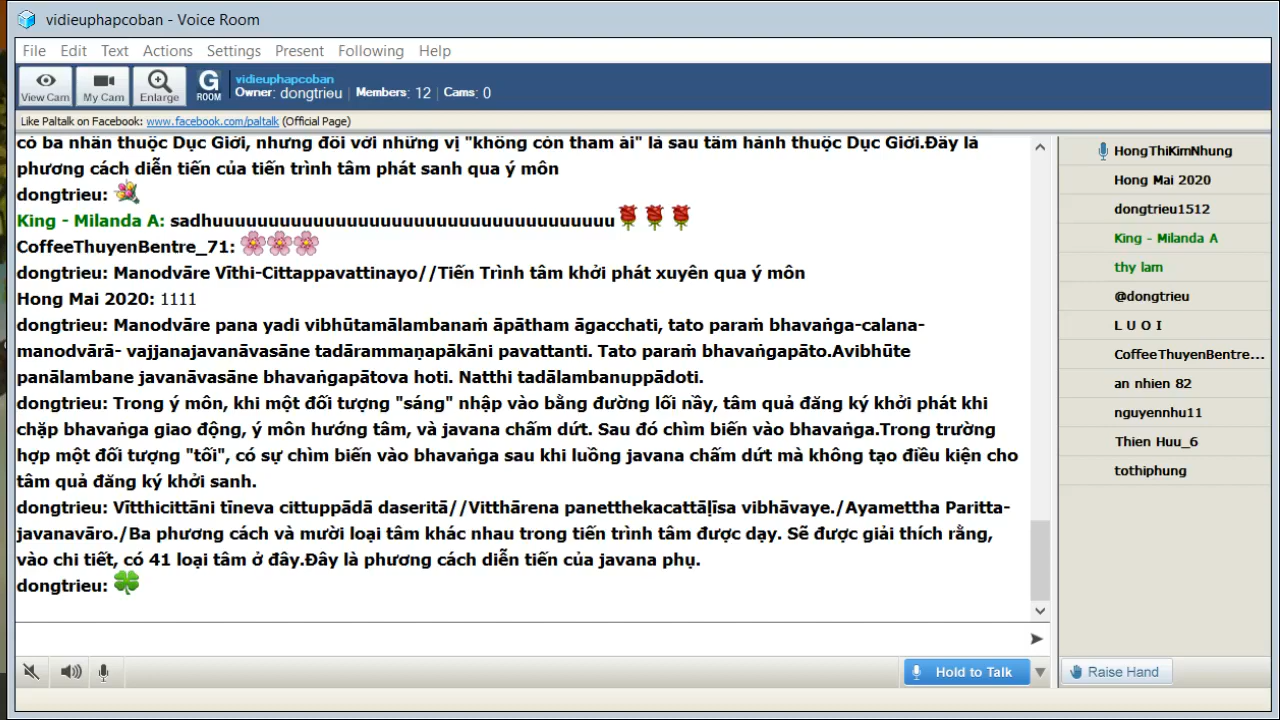 vidieuphapcoban - Voice Room
File Edit Text Actions Settings Present Following Help
View Cam My Cam Enlarge G ROOM
vidieuphapcoban
Owner: dongtrieu | Members: 12 | Cams: 0
Like Paltalk on Facebook: www.facebook.com/paltalk (Official Page)
có ba nhân thuộc Dục Giới, nhưng đối với những vị "không còn tham ái" là sau tâm hành thuộc Dục Giới.Đây là
phương cách diễn tiến của tiến trình tâm phát sanh qua ý môn
dongtrieu:
King - Milanda A: sadhuuuuuuuuuuuuuuuuuuuuuuuuuuuuuuuuuuuu
CoffeeThuyenBentre_71:
dongtrieu: Manodvāre Vīthi-Cittappavattinayo//Tiến Trình tâm khởi phát xuyên qua ý môn
Hong Mai 2020: 1111
dongtrieu: Manodvāre pana yadi vibhūtamālambanaṁ āpātham āgacchati, tato paraṁ bhavaṅga-calana-
manodvārā- vajjanajavanāvasāne tadārammaṇapākāni pavattanti. Tato paraṁ bhavaṅgapāto.Avibhūte
panālambane javanāvasāne bhavaṅgapātova hoti. Natthi tadālambanuppādoti.
dongtrieu: Trong ý môn, khi một đối tượng "sáng" nhập vào bằng đường lối nầy, tâm quả đăng ký khởi phát khi
chặp bhavaṅga giao động, ý môn hướng tâm, và javana chấm dứt. Sau đó chìm biến vào bhavaṅga.Trong trường
hợp một đối tượng "tối", có sự chìm biến vào bhavaṅga sau khi luồng javana chấm dứt mà không tạo điều kiện cho
tâm quả đăng ký khởi sanh.
dongtrieu: Vītthicittāni tīneva cittuppādā daseritā//Vitthārena panetthekacattāḷīsa vibhāvaye./Ayamettha Paritta-
javanavāro./Ba phương cách và mười loại tâm khác nhau trong tiến trình tâm được dạy. Sẽ được giải thích rằng,
vào chi tiết, có 41 loại tâm ở đây.Đây là phương cách diễn tiến của javana phụ.
dongtrieu:
HongThiKimNhung
Hong Mai 2020
dongtrieu1512
King - Milanda A
thy lam
@dongtrieu
L U O I
CoffeeThuyenBentre...
an nhien 82
nguyennhu11
Thien Huu_6
tothiphung
Hold to Talk
Raise Hand